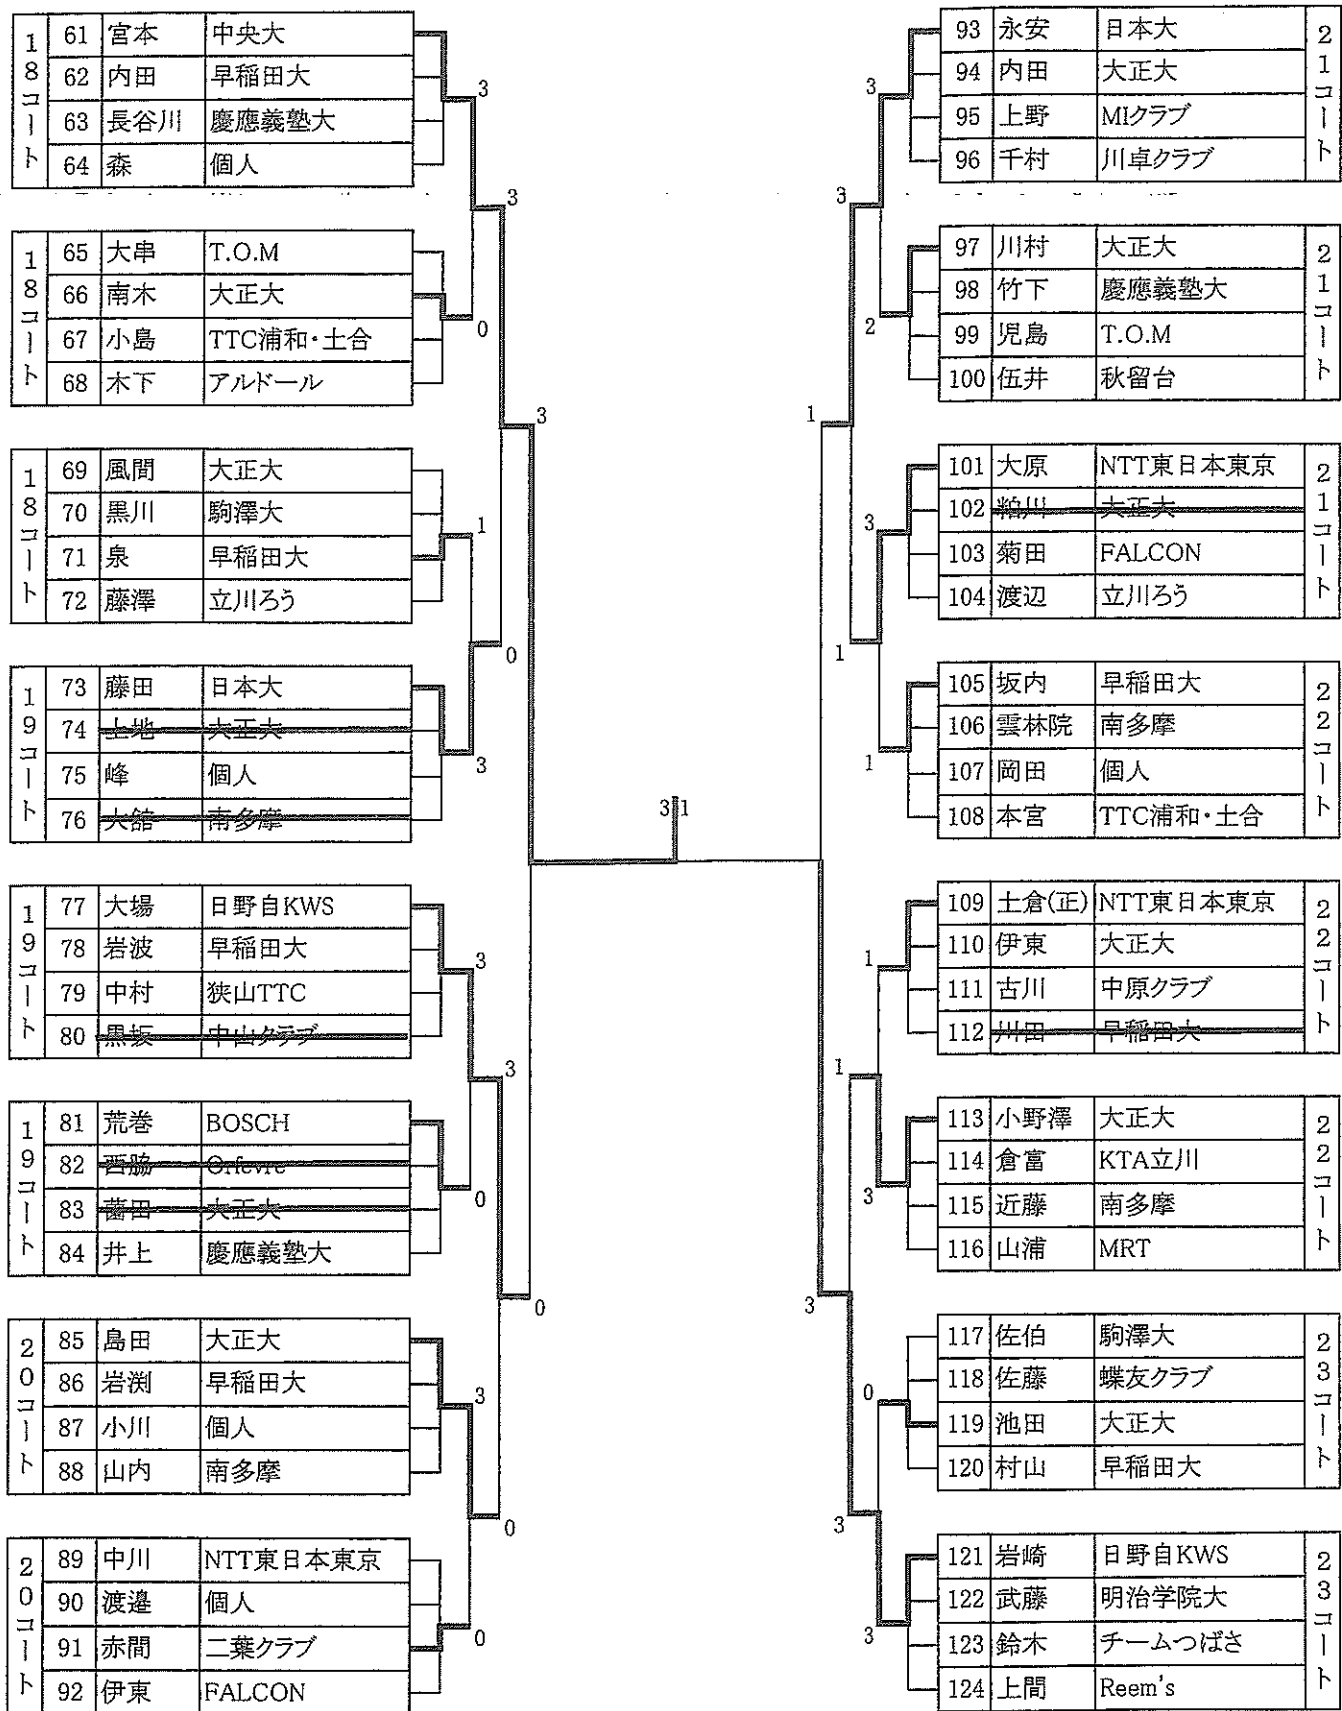 18コート
61 宮本 中央大
62 内田 早稲田大
63 長谷川 慶應義塾大
64 森 個人
3
3
18コート
65 大串 T.O.M
66 南木 大正大
67 小島 TTC浦和・土合
68 木下 アルドール
0
3
18コート
69 風間 大正大
70 黒川 駒澤大
71 泉 早稲田大
72 藤澤 立川ろう
1
0
19コート
73 藤田 日本大
74 土地 大正大
75 峰 個人
76 大舘 南多摩
3
19コート
77 大場 日野自KWS
78 岩波 早稲田大
79 中村 狭山TTC
80 黒坂 中山クラブ
3
3
19コート
81 荒巻 BOSCH
82 西脇 Orfevre
83 薗田 大正大
84 井上 慶應義塾大
0
0
20コート
85 島田 大正大
86 岩渕 早稲田大
87 小川 個人
88 山内 南多摩
3
0
20コート
89 中川 NTT東日本東京
90 渡邉 個人
91 赤間 二葉クラブ
92 伊東 FALCON
0
3 1
21コート
93 永安 日本大
94 内田 大正大
95 上野 MIクラブ
96 千村 川卓クラブ
3
3
21コート
97 川村 大正大
98 竹下 慶應義塾大
99 児島 T.O.M
100 伍井 秋留台
2
1
21コート
101 大原 NTT東日本東京
102 粕川 大正大
103 菊田 FALCON
104 渡辺 立川ろう
3
1
22コート
105 坂内 早稲田大
106 雲林院 南多摩
107 岡田 個人
108 本宮 TTC浦和・土合
1
22コート
109 土倉(正) NTT東日本東京
110 伊東 大正大
111 古川 中原クラブ
112 川田 早稲田大
1
1
22コート
113 小野澤 大正大
114 倉富 KTA立川
115 近藤 南多摩
116 山浦 MRT
3
3
23コート
117 佐伯 駒澤大
118 佐藤 蝶友クラブ
119 池田 大正大
120 村山 早稲田大
0
3
23コート
121 岩崎 日野自KWS
122 武藤 明治学院大
123 鈴木 チームつばさ
124 上間 Reem's
3